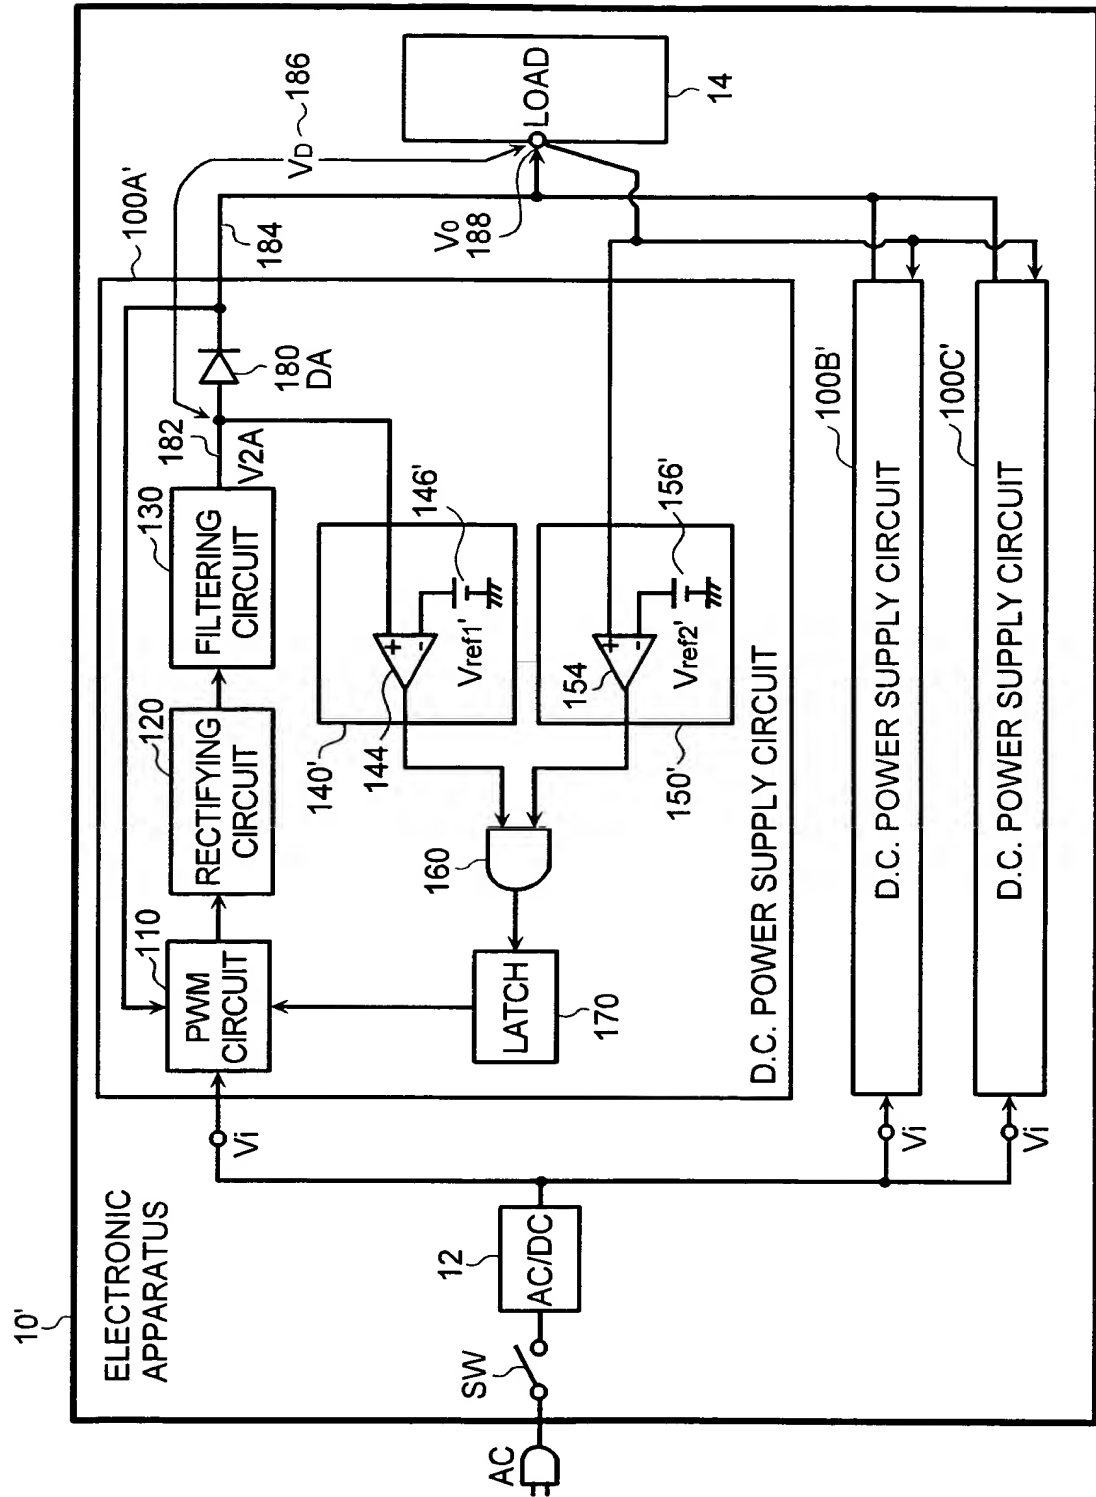 10'
ELECTRONIC
APPARATUS
AC
SW
12
AC/DC
Vi
Vi
Vi
100A'
110
PWM
CIRCUIT
120
RECTIFYING
CIRCUIT
130
FILTERING
CIRCUIT
182
V2A
180
DA
184
VD
186
V0
188
LOAD
14
140'
144
+
-
146'
Vref1'
150'
154
+
-
156'
Vref2'
160
LATCH
170
D.C. POWER SUPPLY CIRCUIT
100B'
D.C. POWER SUPPLY CIRCUIT
100C'
D.C. POWER SUPPLY CIRCUIT